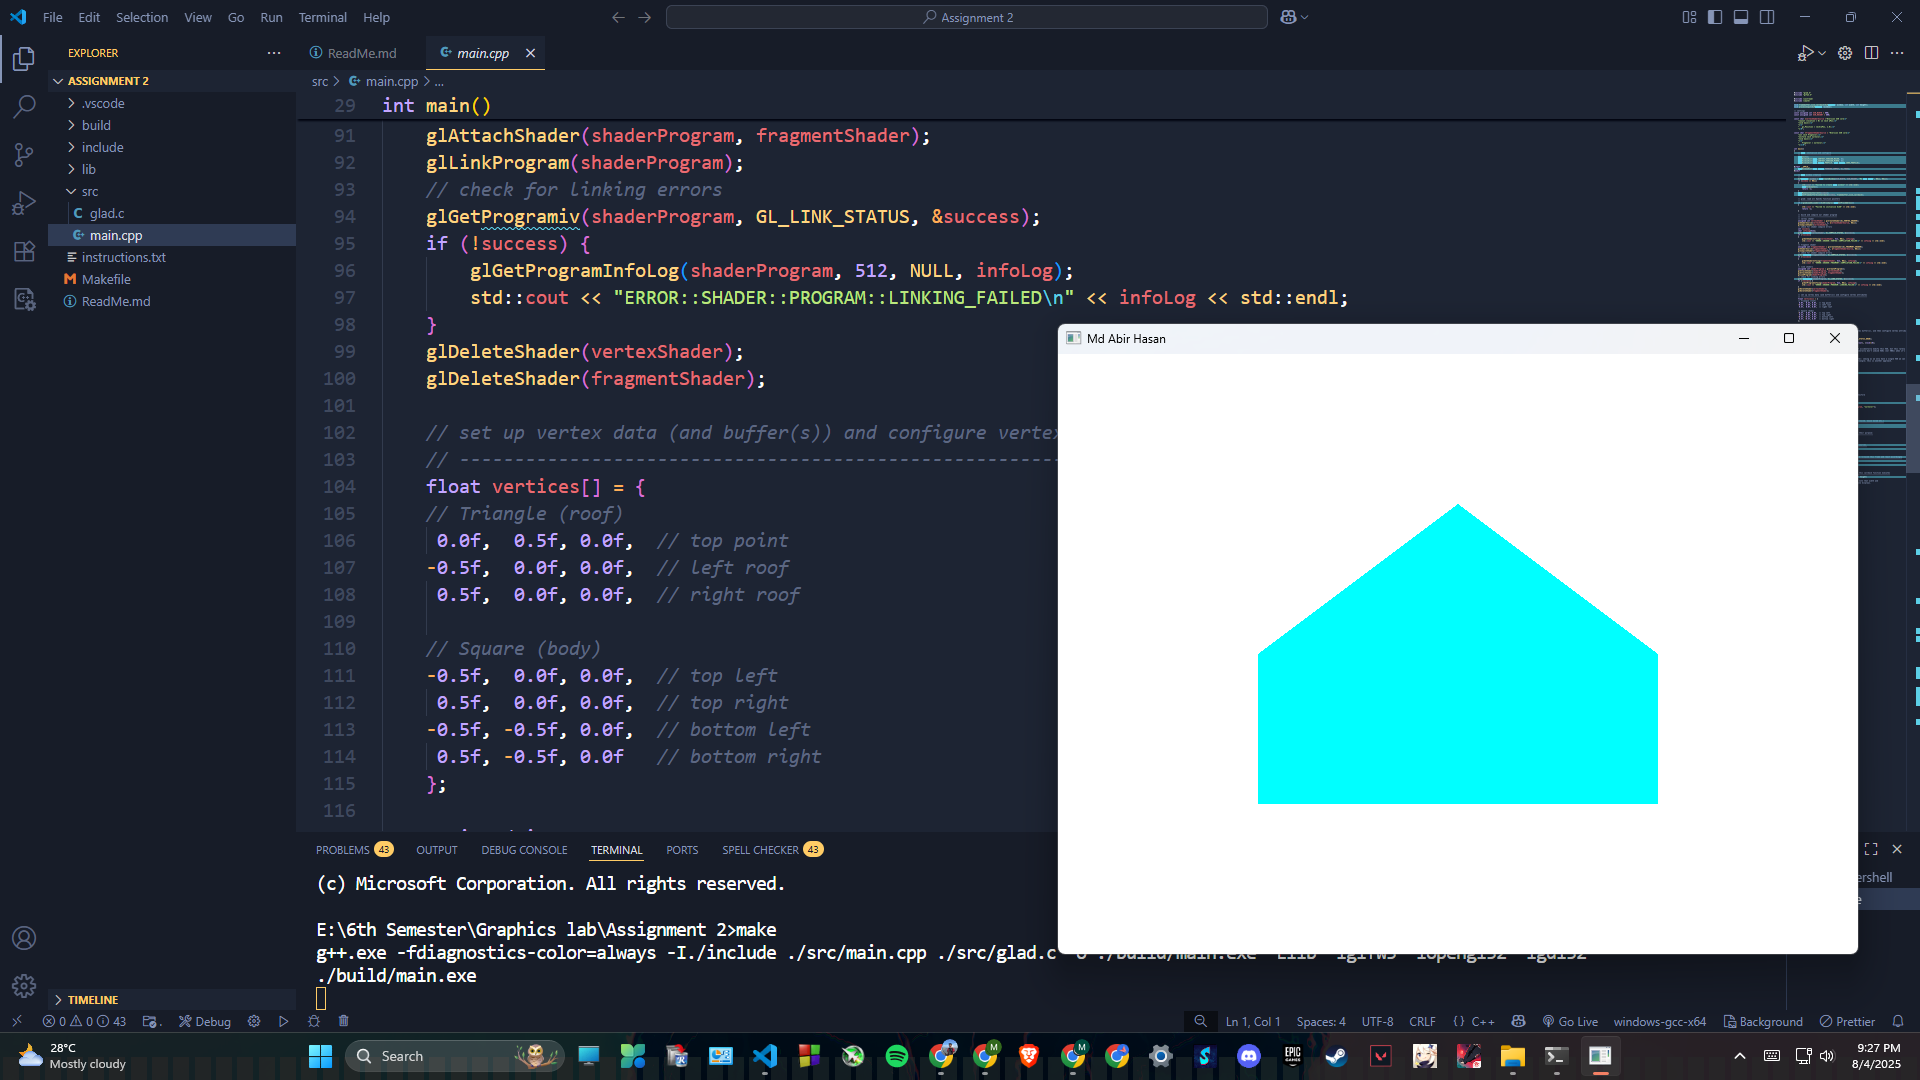 File Edit Selection View Go Run Terminal Help
Assignment 2
EXPLORER
ASSIGNMENT 2
.vscode
build
include
lib
src
glad.c
main.cpp
instructions.txt
Makefile
ReadMe.md
TIMELINE
ReadMe.md
main.cpp
src > main.cpp > ...
29 int main()
91 glAttachShader(shaderProgram, fragmentShader);
92 glLinkProgram(shaderProgram);
93 // check for linking errors
94 glGetProgramiv(shaderProgram, GL_LINK_STATUS, &success);
95 if (!success) {
96 glGetProgramInfoLog(shaderProgram, 512, NULL, infoLog);
97 std::cout << "ERROR::SHADER::PROGRAM::LINKING_FAILED\n" << infoLog << std::endl;
98 }
99 glDeleteShader(vertexShader);
100 glDeleteShader(fragmentShader);
101
102 // set up vertex data (and buffer(s)) and configure vertex
103 // ------------------------------------------------------
104 float vertices[] = {
105 // Triangle (roof)
106 0.0f, 0.5f, 0.0f, // top point
107 -0.5f, 0.0f, 0.0f, // left roof
108 0.5f, 0.0f, 0.0f, // right roof
109
110 // Square (body)
111 -0.5f, 0.0f, 0.0f, // top left
112 0.5f, 0.0f, 0.0f, // top right
113 -0.5f, -0.5f, 0.0f, // bottom left
114 0.5f, -0.5f, 0.0f // bottom right
115 };
116
Md Abir Hasan
PROBLEMS 43 OUTPUT DEBUG CONSOLE TERMINAL PORTS SPELL CHECKER 43
(c) Microsoft Corporation. All rights reserved.
E:\6th Semester\Graphics lab\Assignment 2>make
g++.exe -fdiagnostics-color=always -I./include ./src/main.cpp ./src/glad.c
./build/main.exe
ershell
0 0 43 Debug
Ln 1, Col 1 Spaces: 4 UTF-8 CRLF {} C++ Go Live windows-gcc-x64 Background Prettier
28°C
Mostly cloudy
Search
EPIC GAMES
9:27 PM
8/4/2025